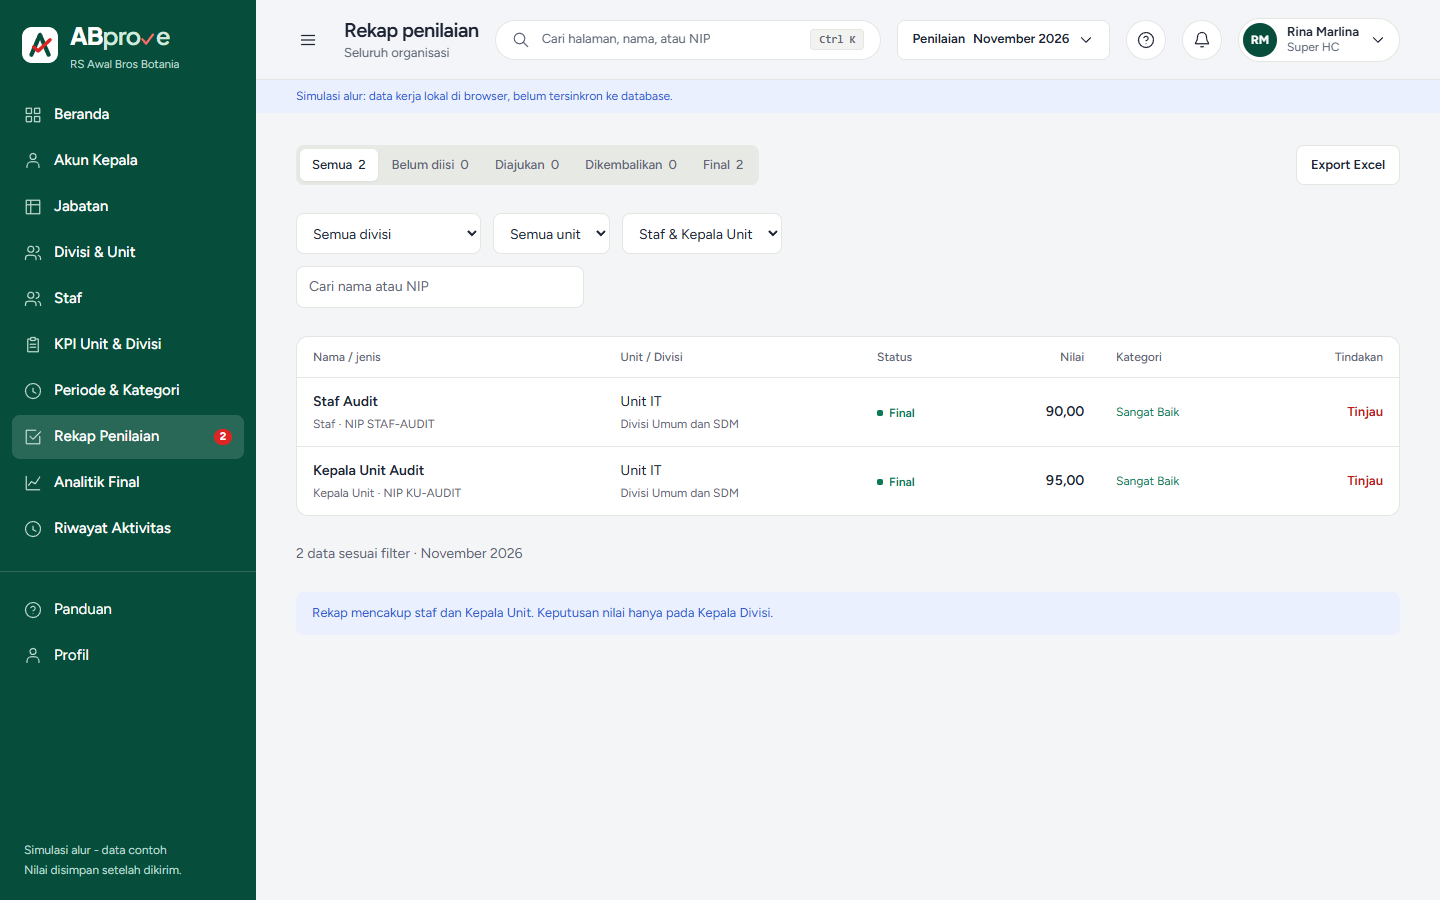 ABprove
RS Awal Bros Botania
Beranda
Akun Kepala
Jabatan
Divisi & Unit
Staf
KPI Unit & Divisi
Periode & Kategori
Rekap Penilaian 2
Analitik Final
Riwayat Aktivitas
Panduan
Profil
Simulasi alur - data contoh
Nilai disimpan setelah dikirim.
Rekap penilaian
Seluruh organisasi
Cari halaman, nama, atau NIP Ctrl K
Penilaian November 2026
RM
Rina Marlina
Super HC
Simulasi alur: data kerja lokal di browser, belum tersinkron ke database.
Semua 2 Belum diisi 0 Diajukan 0 Dikembalikan 0 Final 2
Export Excel
Semua divisi Semua unit Staf & Kepala Unit
Cari nama atau NIP
Nama / jenis Unit / Divisi Status Nilai Kategori Tindakan
Staf Audit Unit IT Final 90,00 Sangat Baik Tinjau
Staf · NIP STAF-AUDIT Divisi Umum dan SDM
Kepala Unit Audit Unit IT Final 95,00 Sangat Baik Tinjau
Kepala Unit · NIP KU-AUDIT Divisi Umum dan SDM
2 data sesuai filter · November 2026
Rekap mencakup staf dan Kepala Unit. Keputusan nilai hanya pada Kepala Divisi.